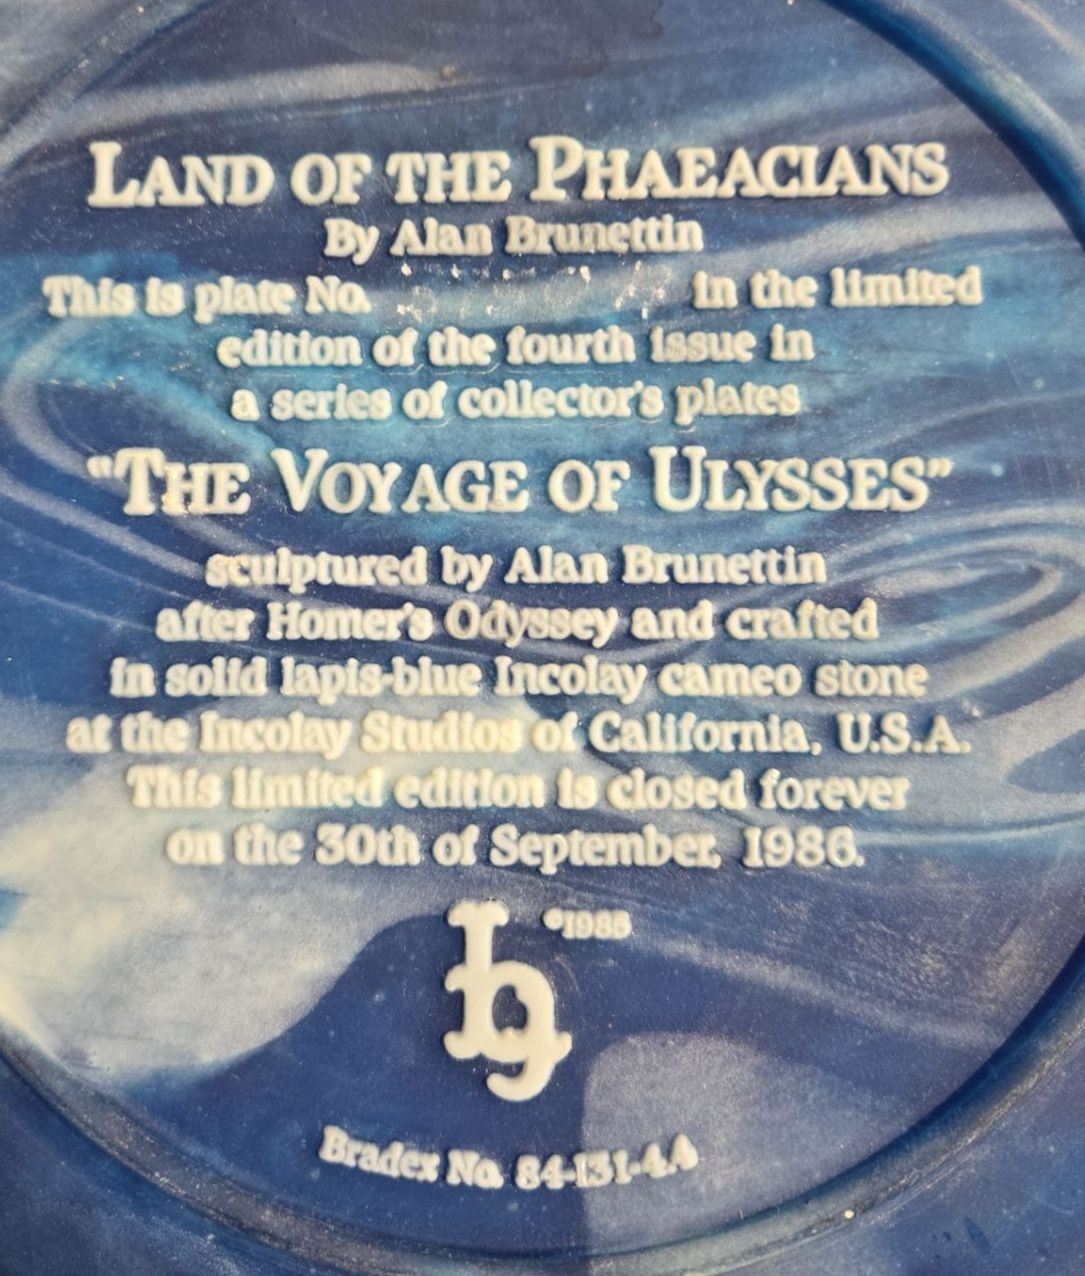 LAND OF THE PHAEACIANS
By Alan Brunettin
This is plate No. in the limited
edition of the fourth issue in
a series of collector's plates
"THE VOYAGE OF ULYSSES"
sculptured by Alan Brunettin
after Homer's Odyssey and crafted
in solid lapis-blue Incolay cameo stone
at the Incolay Studios of California, U.S.A.
This limited edition is closed forever
on the 30th of September, 1986.
©1985
Bradex No. 84-131-4.4